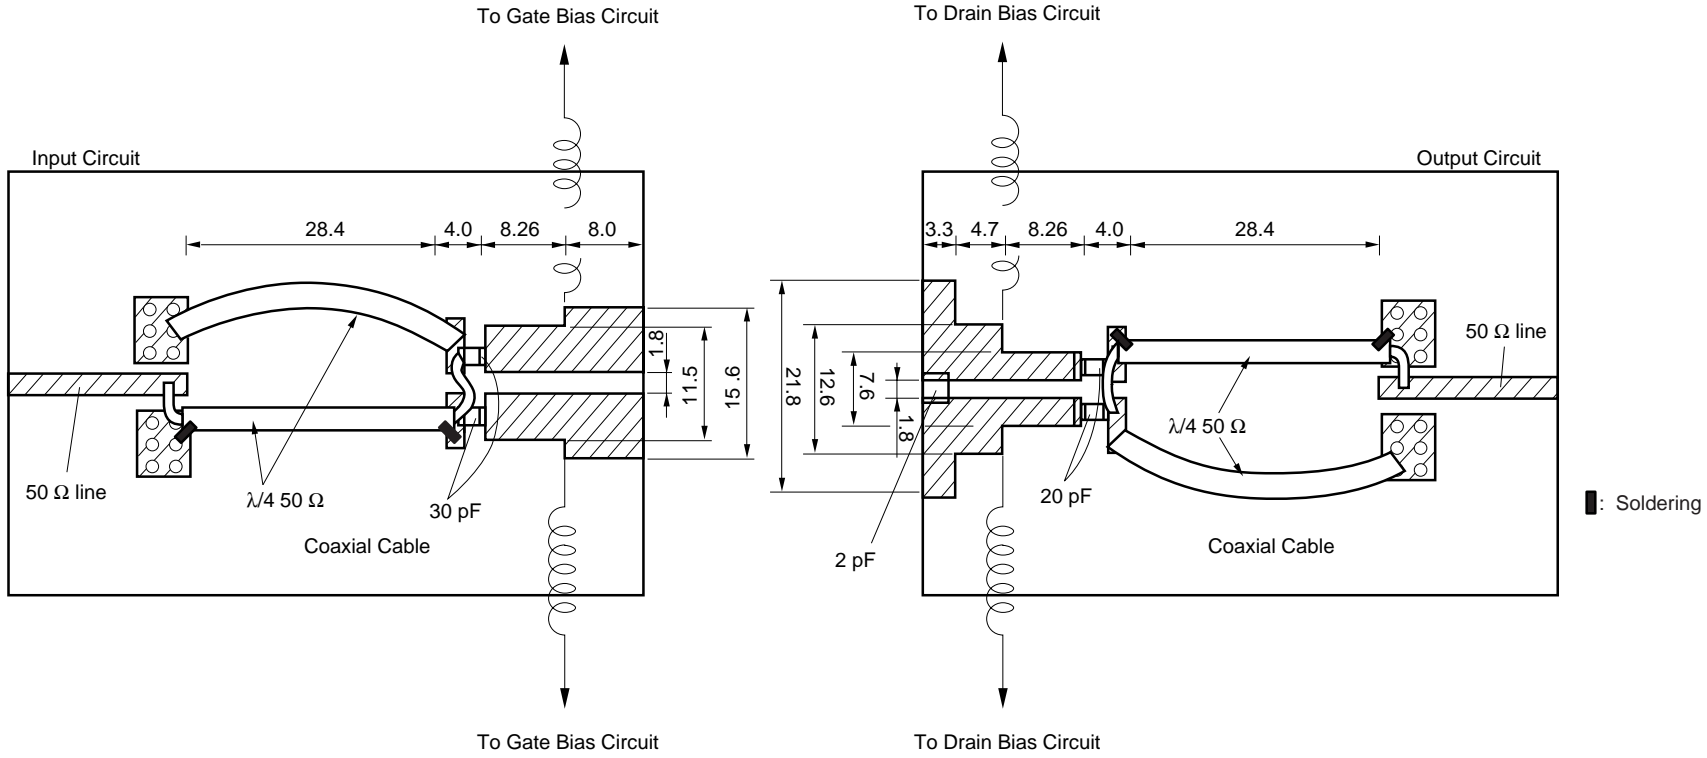 To Gate Bias Circuit
To Drain Bias Circuit
Input Circuit
Output Circuit
28.4
4.0
8.26
8.0
3.3
4.7
8.26
4.0
28.4
1.8
11.5
15 .6
21.8
12.6
7.6
1.8
50 Ω line
50 Ω line
λ/4 50 Ω
λ/4 50 Ω
30 pF
20 pF
2 pF
Coaxial Cable
Coaxial Cable
: Soldering
To Gate Bias Circuit
To Drain Bias Circuit